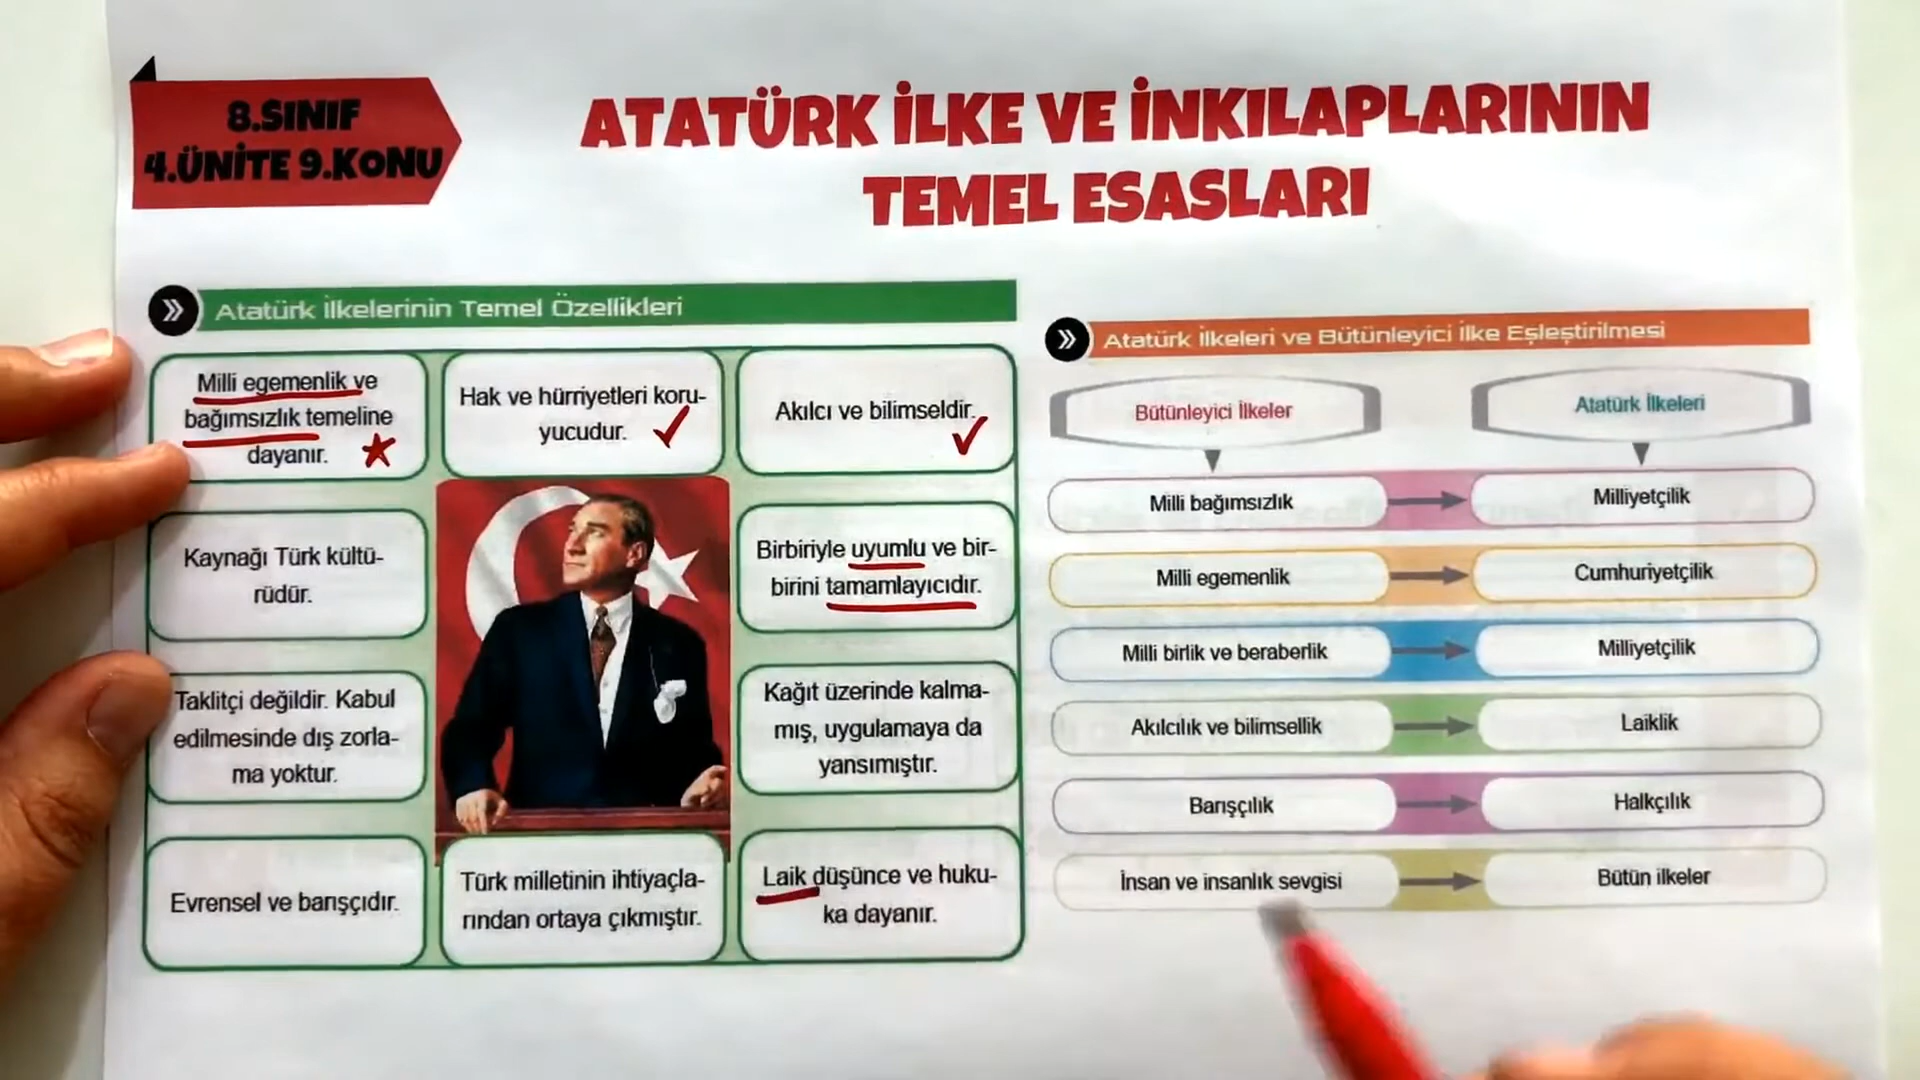 8.SINIF
4.ÜNİTE 9.KONU
ATATÜRK İLKE VE İNKILAPLARININ
TEMEL ESASLARI
Atatürk İlkelerinin Temel Özellikleri
Milli egemenlik ve
bağımsızlık temeline
dayanır.
Hak ve hürriyetleri koru-
yucudur.
Akılcı ve bilimseldir.
Kaynağı Türk kültü-
rüdür.
Birbiriyle uyumlu ve bir-
birini tamamlayıcıdır.
Taklitçi değildir. Kabul
edilmesinde dış zorla-
ma yoktur.
Kağıt üzerinde kalma-
mış, uygulamaya da
yansımıştır.
Evrensel ve barışçıdır.
Türk milletinin ihtiyaçla-
rından ortaya çıkmıştır.
Laik düşünce ve huku-
ka dayanır.
Atatürk İlkeleri ve Bütünleyici İlke Eşleştirilmesi
Bütünleyici İlkeler
Atatürk İlkeleri
Milli bağımsızlık
Milliyetçilik
Milli egemenlik
Cumhuriyetçilik
Milli birlik ve beraberlik
Milliyetçilik
Akılcılık ve bilimsellik
Laiklik
Barışçılık
Halkçılık
İnsan ve insanlık sevgisi
Bütün ilkeler